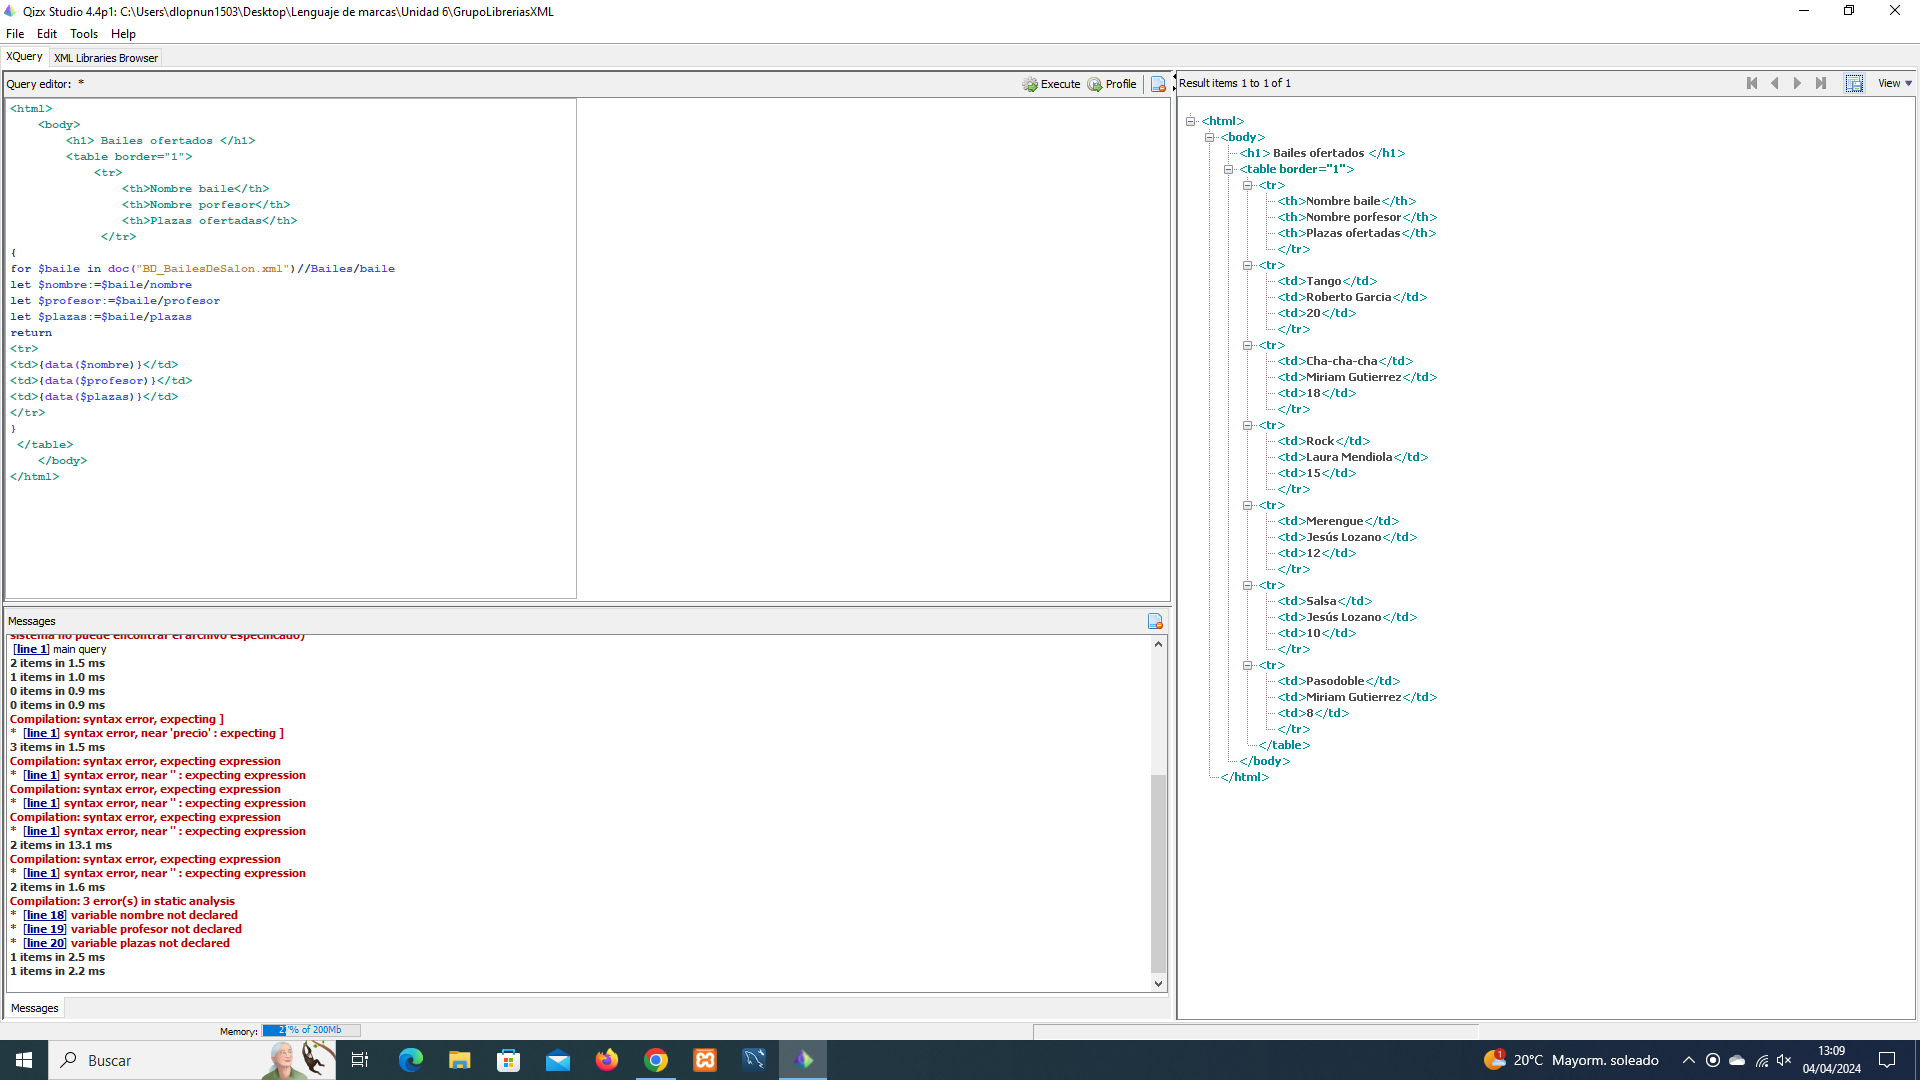 Qizx Studio 4.4p1: C:\Users\dlopnun1503\Desktop\Lenguaje de marcas\Unidad 6\GrupoLibreriasXML
File Edit Tools Help
XQuery XML Libraries Browser
Query editor: *
Execute Profile
<html>
<body>
<h1> Bailes ofertados </h1>
<table border="1">
<tr>
<th>Nombre baile</th>
<th>Nombre porfesor</th>
<th>Plazas ofertadas</th>
</tr>
{
for $baile in doc("BD_BailesDeSalon.xml")//Bailes/baile
let $nombre:=$baile/nombre
let $profesor:=$baile/profesor
let $plazas:=$baile/plazas
return
<tr>
<td>{data($nombre)}</td>
<td>{data($profesor)}</td>
<td>{data($plazas)}</td>
</tr>
}
</table>
</body>
</html>
Messages
sistema no puede encontrar el archivo especificado)
[line 1] main query
2 items in 1.5 ms
1 items in 1.0 ms
0 items in 0.9 ms
0 items in 0.9 ms
Compilation: syntax error, expecting ]
* [line 1] syntax error, near 'precio' : expecting ]
3 items in 1.5 ms
Compilation: syntax error, expecting expression
* [line 1] syntax error, near '' : expecting expression
Compilation: syntax error, expecting expression
* [line 1] syntax error, near '' : expecting expression
Compilation: syntax error, expecting expression
* [line 1] syntax error, near '' : expecting expression
2 items in 13.1 ms
Compilation: syntax error, expecting expression
* [line 1] syntax error, near '' : expecting expression
2 items in 1.6 ms
Compilation: 3 error(s) in static analysis
* [line 18] variable nombre not declared
* [line 19] variable profesor not declared
* [line 20] variable plazas not declared
1 items in 2.5 ms
1 items in 2.2 ms
Messages
Memory: % of 200Mb
Result items 1 to 1 of 1
View
<html>
<body>
<h1> Bailes ofertados </h1>
<table border="1">
<tr>
<th>Nombre baile</th>
<th>Nombre porfesor</th>
<th>Plazas ofertadas</th>
</tr>
<tr>
<td>Tango</td>
<td>Roberto Garcia</td>
<td>20</td>
</tr>
<tr>
<td>Cha-cha-cha</td>
<td>Miriam Gutierrez</td>
<td>18</td>
</tr>
<tr>
<td>Rock</td>
<td>Laura Mendiola</td>
<td>15</td>
</tr>
<tr>
<td>Merengue</td>
<td>Jesús Lozano</td>
<td>12</td>
</tr>
<tr>
<td>Salsa</td>
<td>Jesús Lozano</td>
<td>10</td>
</tr>
<tr>
<td>Pasodoble</td>
<td>Miriam Gutierrez</td>
<td>8</td>
</tr>
</table>
</body>
</html>
Buscar
1
20°C Mayorm. soleado
13:09
04/04/2024